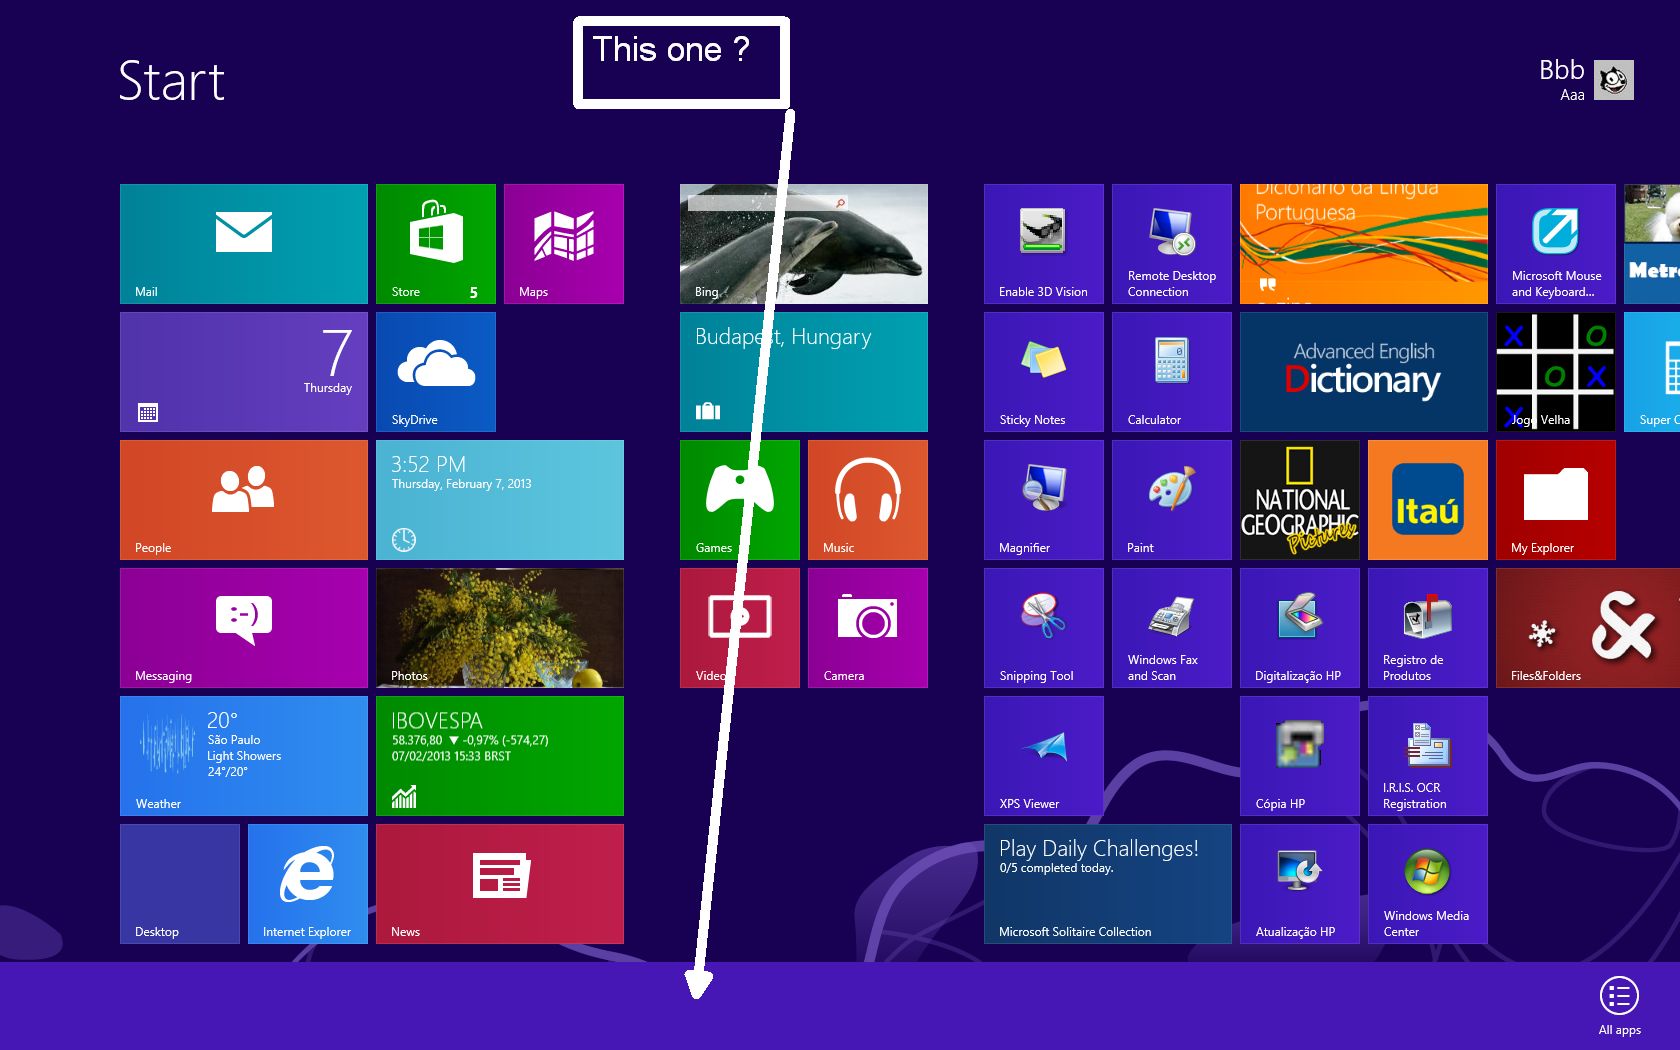 This one ?
Start
Bbb
Aaa
Mail
Store
5
Maps
7
Thursday
SkyDrive
People
3:52 PM
Thursday, February 7, 2013
Messaging
Photos
20°
São Paulo
Light Showers
24°/20°
Weather
IBOVESPA
58.376,80 ▼ -0,97% (-574,27)
07/02/2013 15:33 BRST
Desktop
Internet Explorer
News
Bing
Budapest, Hungary
Games
Music
Video
Camera
Enable 3D Vision
Remote Desktop
Connection
Dicionário da Língua
Portuguesa
Microsoft Mouse
and Keyboard...
Sticky Notes
Calculator
Advanced English
Dictionary
X
O
O
X
X
Jogo Velha
Super
Magnifier
Paint
NATIONAL
GEOGRAPHIC
Pictures
Itaú
My Explorer
Snipping Tool
Windows Fax
and Scan
Digitalização HP
Registro de
Produtos
&
Files&Folders
XPS Viewer
Cópia HP
I.R.I.S. OCR
Registration
Play Daily Challenges!
0/5 completed today.
Microsoft Solitaire Collection
Atualização HP
Windows Media
Center
All apps